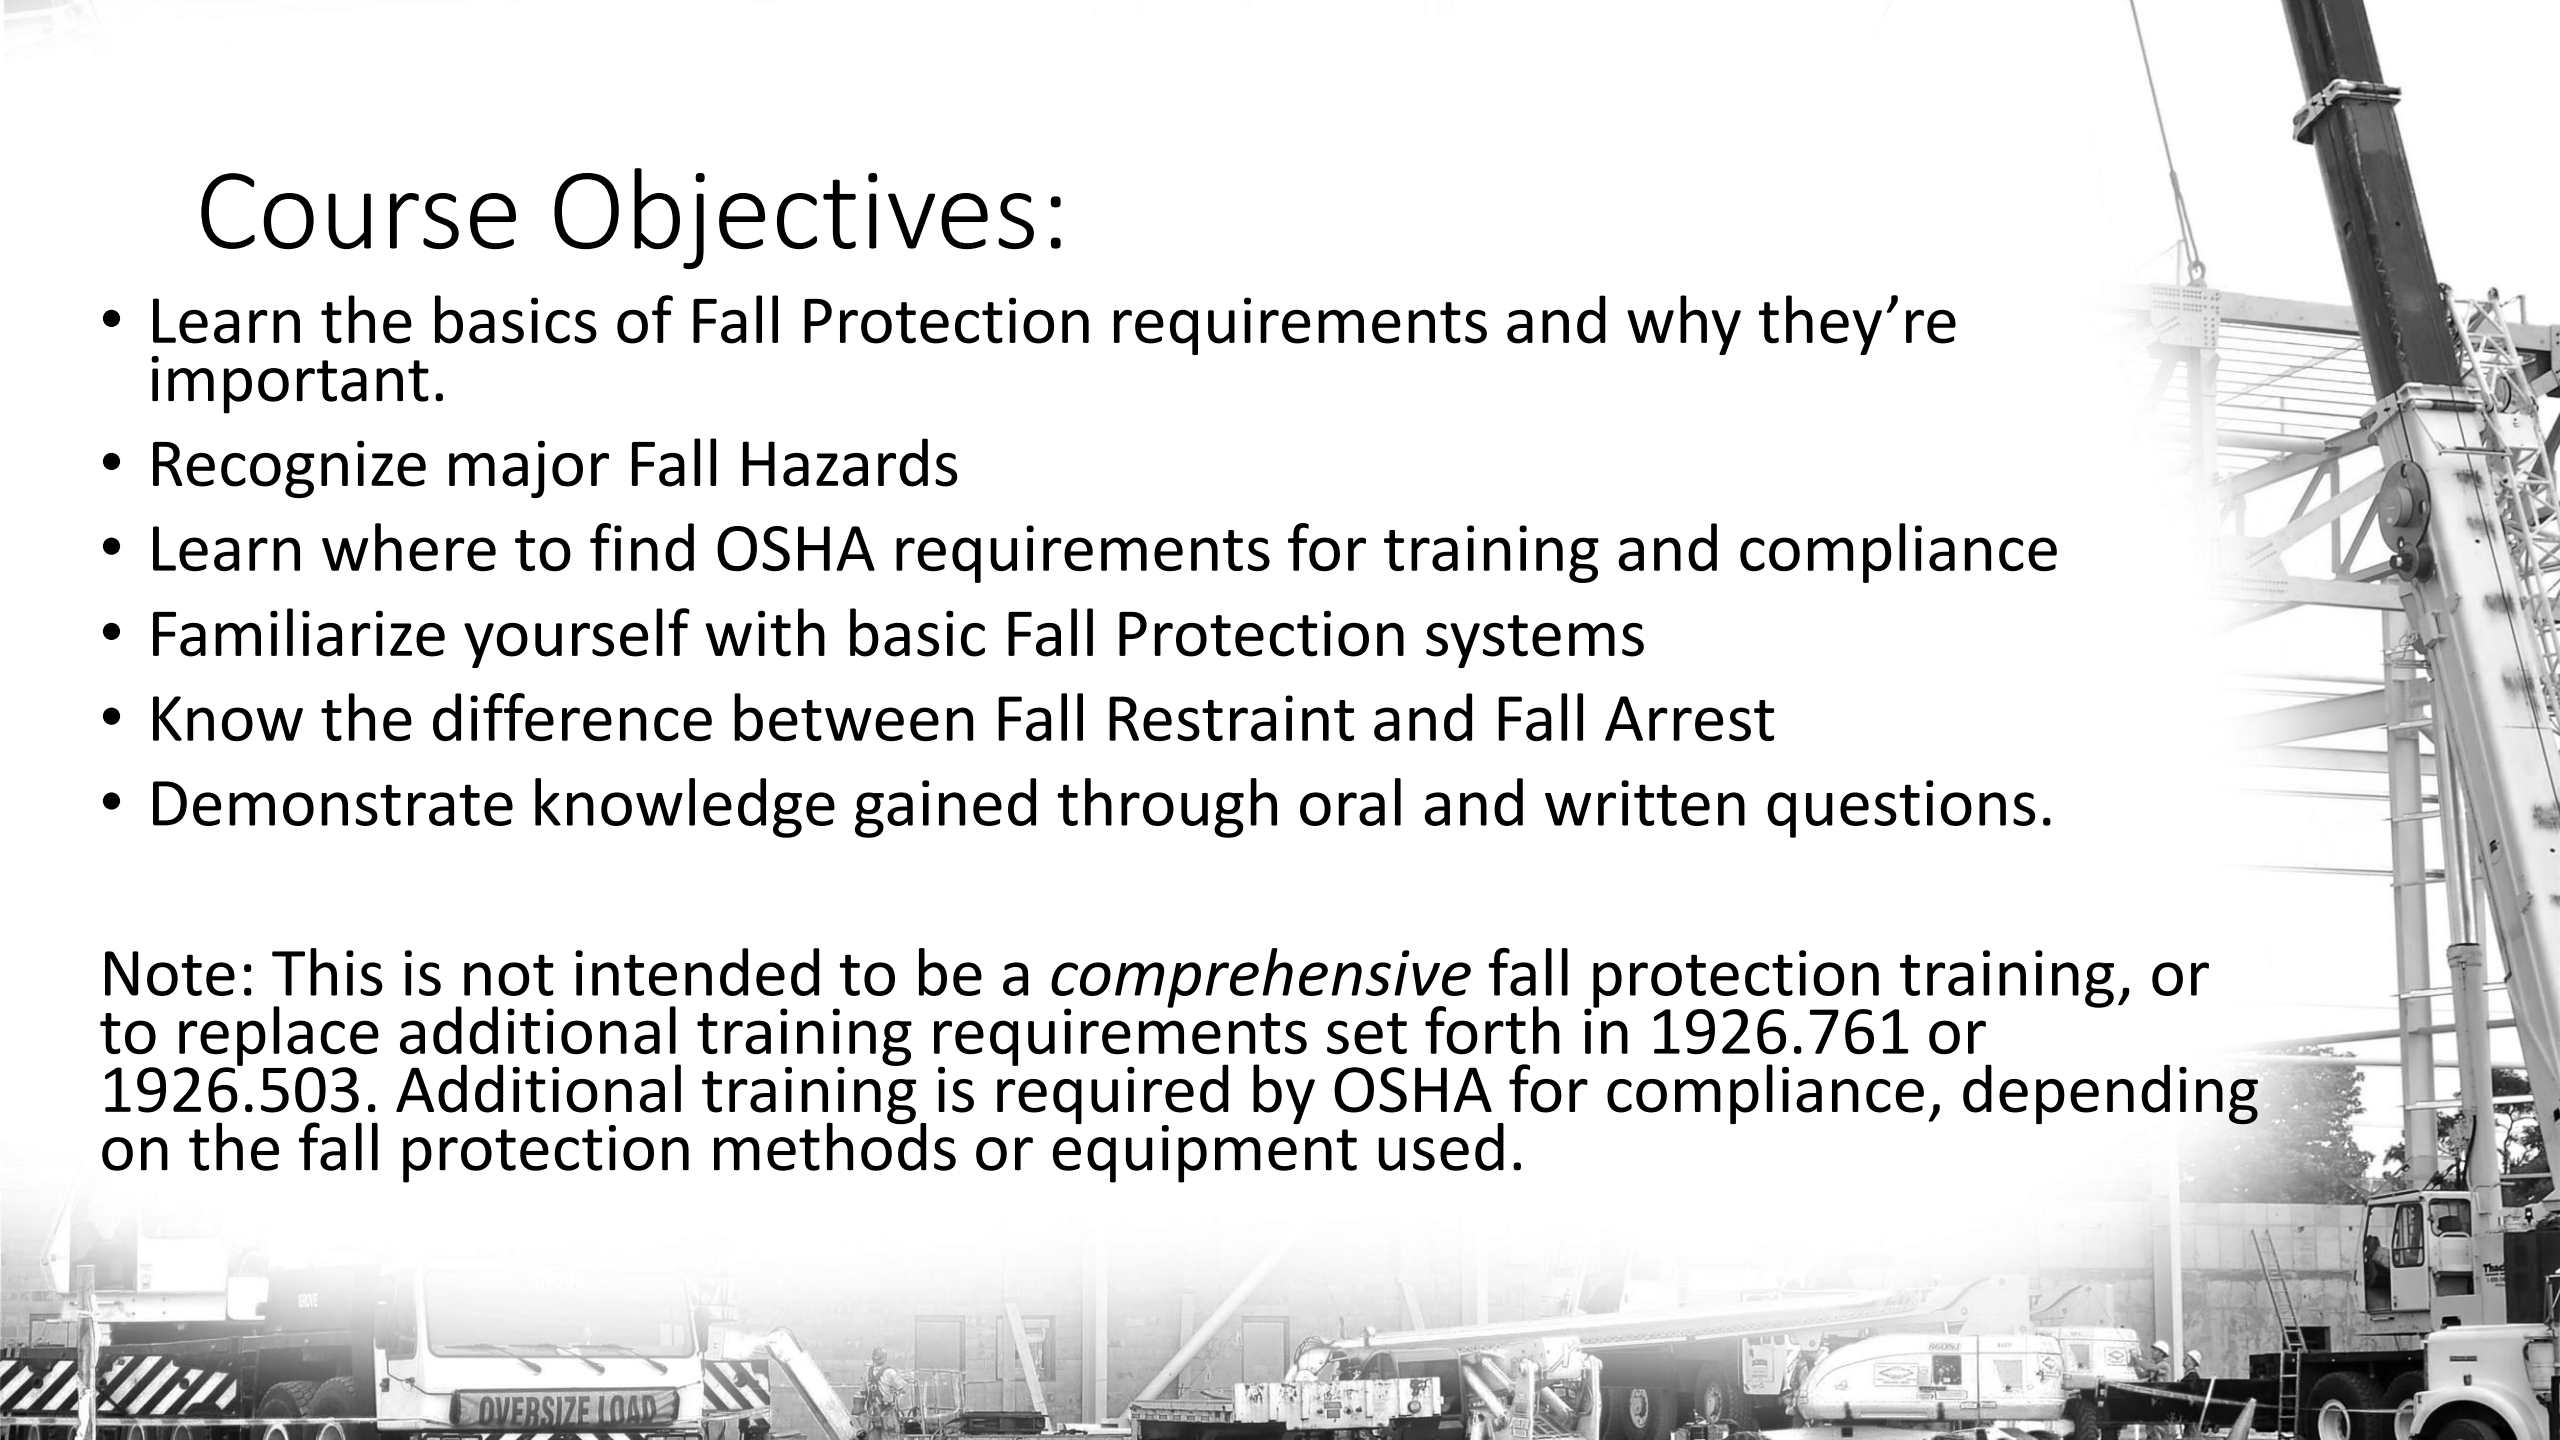 Course Objectives:
• Learn the basics of Fall Protection requirements and why they’re
important.
• Recognize major Fall Hazards
• Learn where to find OSHA requirements for training and compliance
• Familiarize yourself with basic Fall Protection systems
• Know the difference between Fall Restraint and Fall Arrest
• Demonstrate knowledge gained through oral and written questions.
Note: This is not intended to be a comprehensive fall protection training, or
to replace additional training requirements set forth in 1926.761 or
1926.503. Additional training is required by OSHA for compliance, depending
on the fall protection methods or equipment used.
GROVE
OVERSIZE LOAD